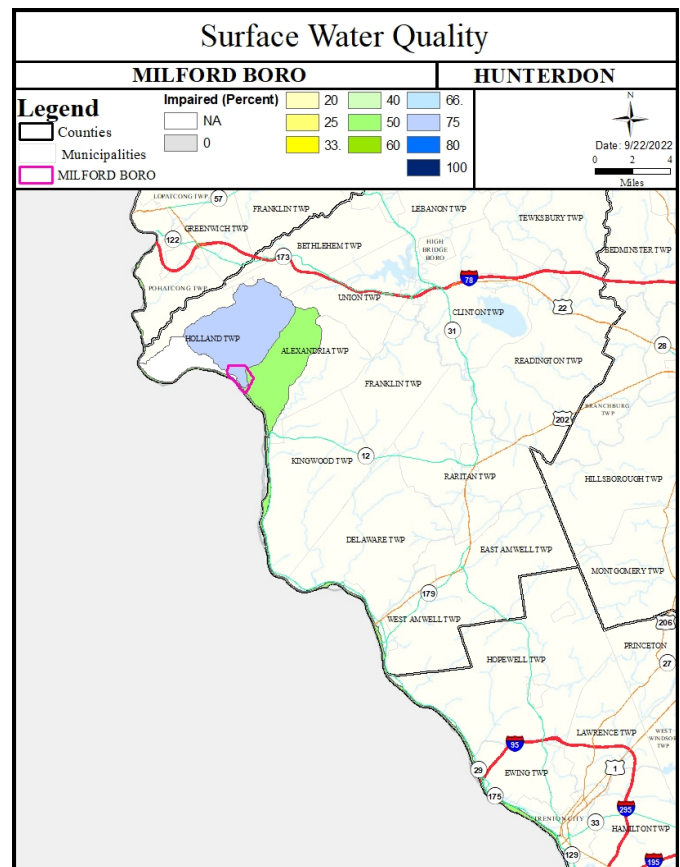 Surface Water Quality
MILFORD BORO
HUNTERDON
Legend
Counties
Municipalities
MILFORD BORO
Impaired (Percent)
NA
0
20
25
33.
40
50
60
66.
75
80
100
N
Date: 9/22/2022
0 2 4
Miles
LOPATCONG TWP
57
FRANKLIN TWP
LEBANON TWP
TEWKSBURY TWP
GREENWICH TWP
122
BETHLEHEM TWP
HIGH
BRIDGE
BORO
BEDMINSTER TWP
173
78
POHATCONG TWP
UNION TWP
22
CLINTON TWP
31
HOLLAND TWP
ALEXANDRIA TWP
28
READINGTON TWP
FRANKLIN TWP
BRANCHBURG
TWP
202
12
KINGWOOD TWP
RARITAN TWP
HILLSBOROUGH TWP
DELAWARE TWP
EAST AMWELL TWP
MONTGOMERY TWP
179
WEST AMWELL TWP
206
PRINCETON
HOPEWELL TWP
27
LAWRENCE TWP
WEST
WINDSOR
TWP
95
29
EWING TWP
1
175
295
TRENTON CITY
33
HAMILTON TWP
129
195